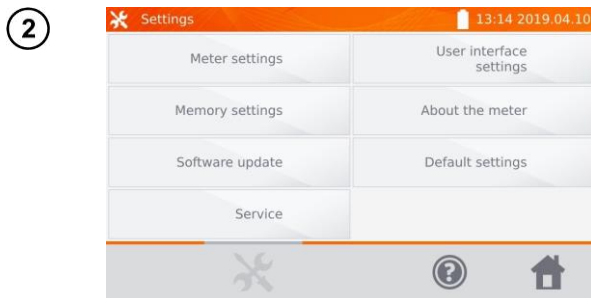 2
Settings
13:14 2019.04.10
Meter settings
User interface
settings
Memory settings
About the meter
Software update
Default settings
Service
?